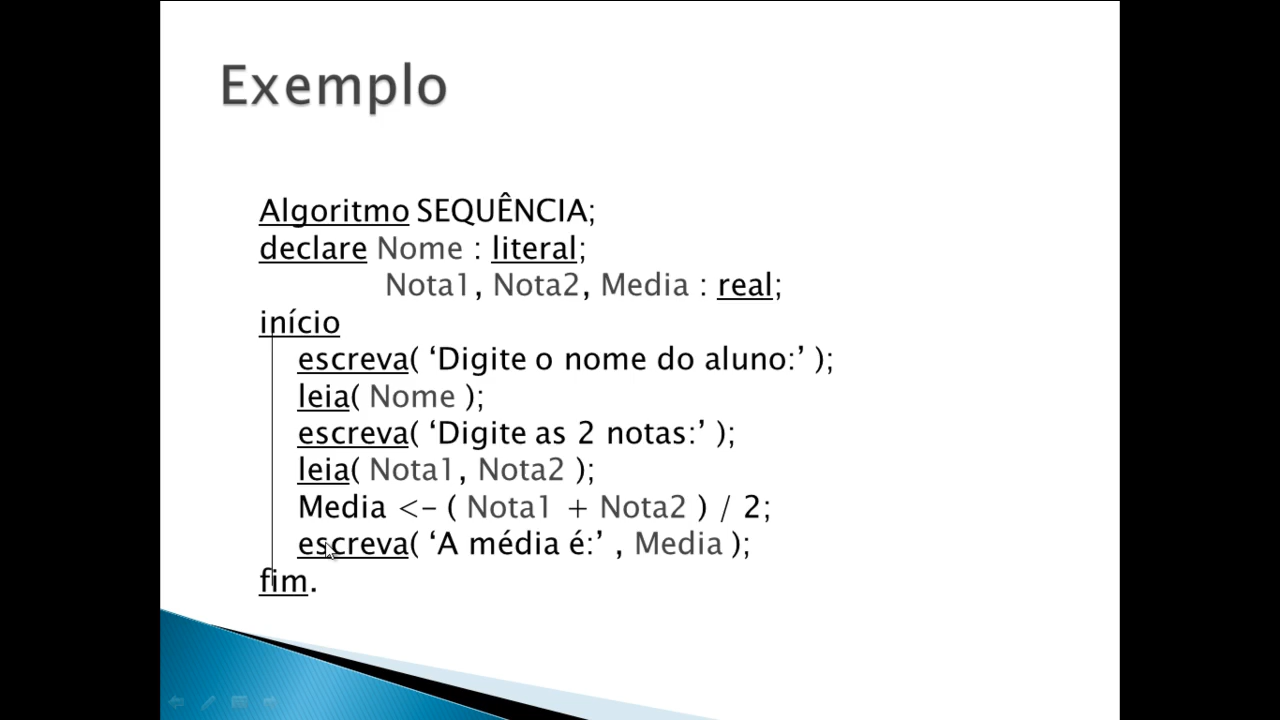 Exemplo
Algoritmo SEQUÊNCIA;
declare Nome : literal;
Nota1, Nota2, Media : real;
início
escreva( ‘Digite o nome do aluno:’ );
leia( Nome );
escreva( ‘Digite as 2 notas:’ );
leia( Nota1, Nota2 );
Media <- ( Nota1 + Nota2 ) / 2;
escreva( ‘A média é:’ , Media );
fim.